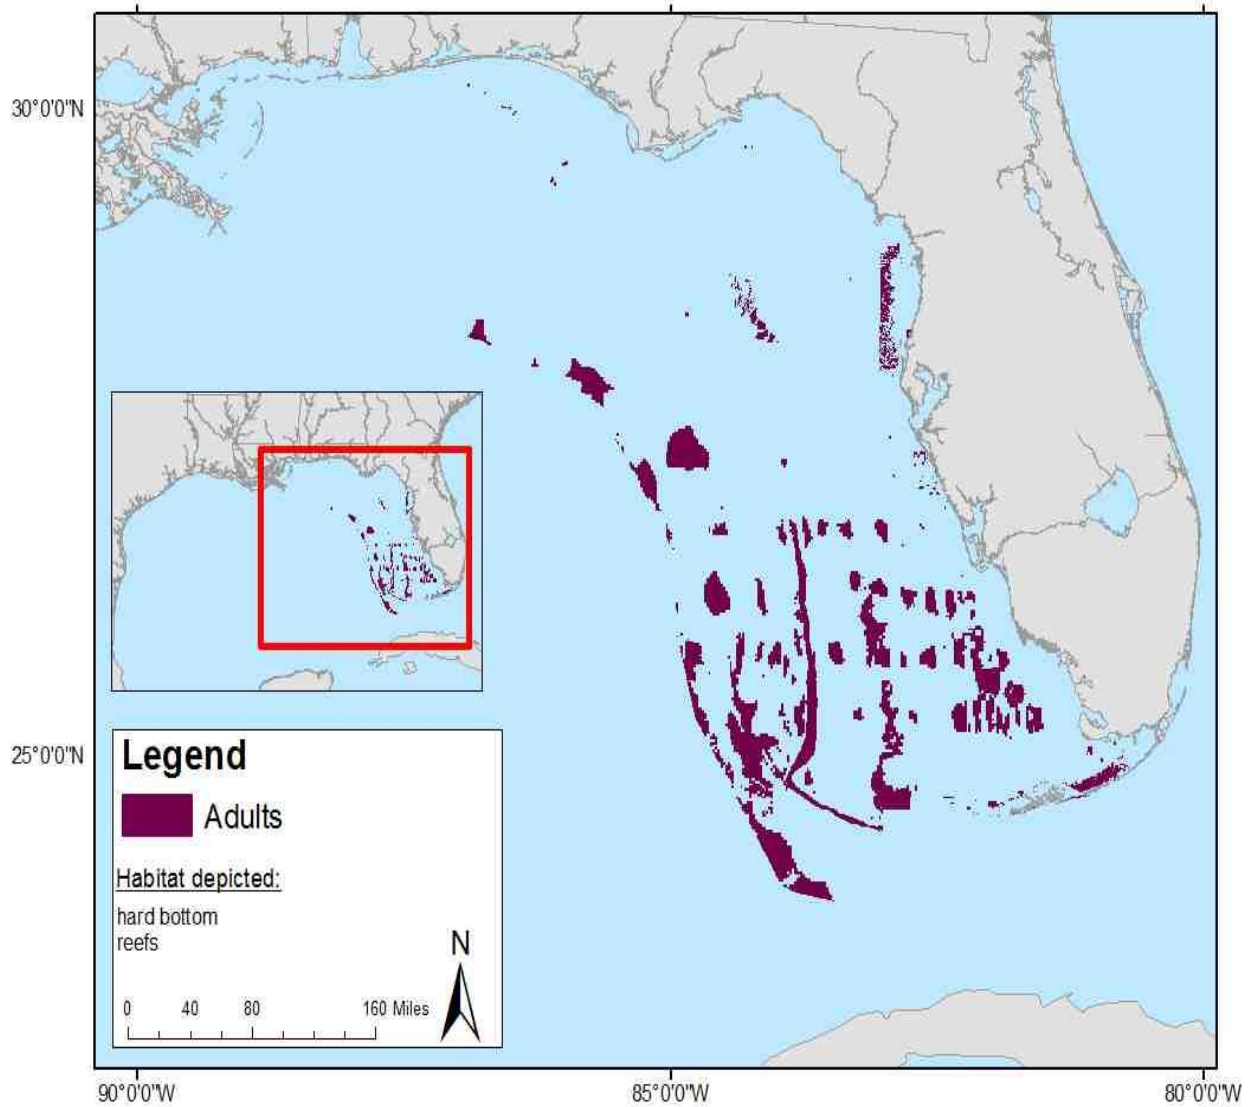 30°0'0"N
25°0'0"N
Legend
Adults
Habitat depicted:
hard bottom
reefs
N
0 40 80 160 Miles
90°0'0"W 85°0'0"W 80°0'0"W